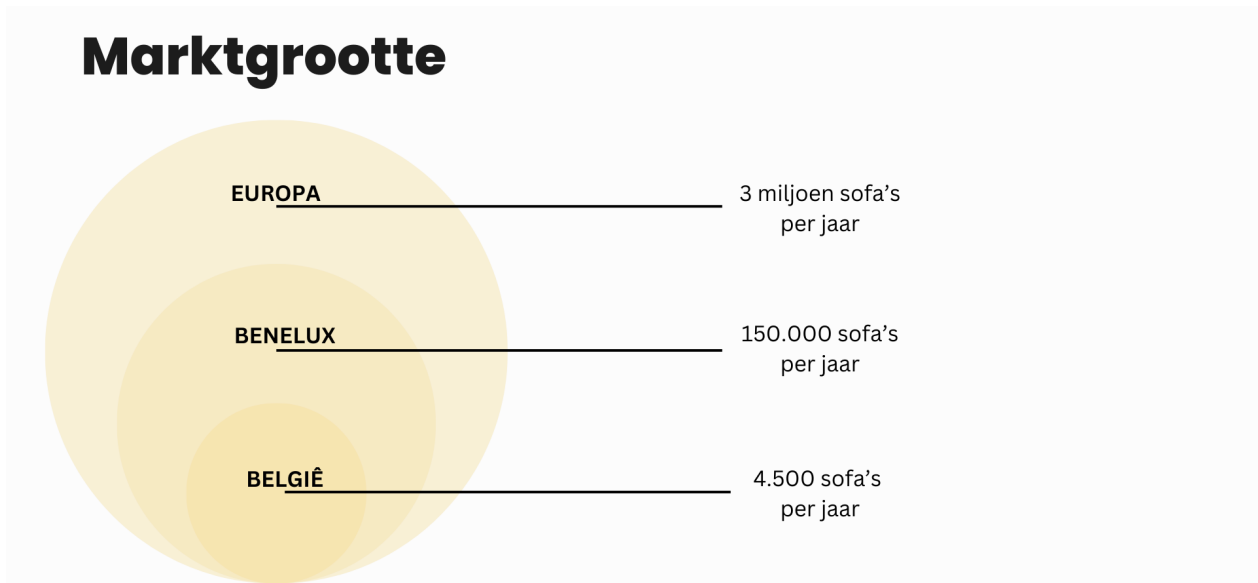 Marktgrootte
EUROPA
3 miljoen sofa's
per jaar
BENELUX
150.000 sofa's
per jaar
BELGIÊ
4.500 sofa's
per jaar